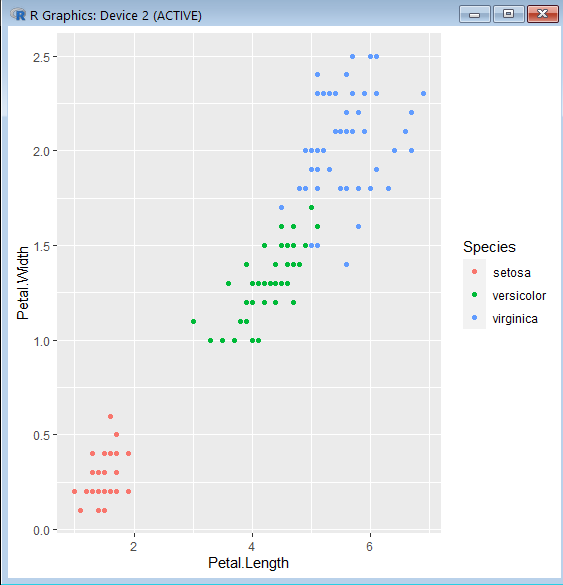 R Graphics: Device 2 (ACTIVE)
2.5
2.0
1.5
1.0
0.5
0.0
Petal.Width
2 4 6
Petal.Length
Species
setosa
versicolor
virginica